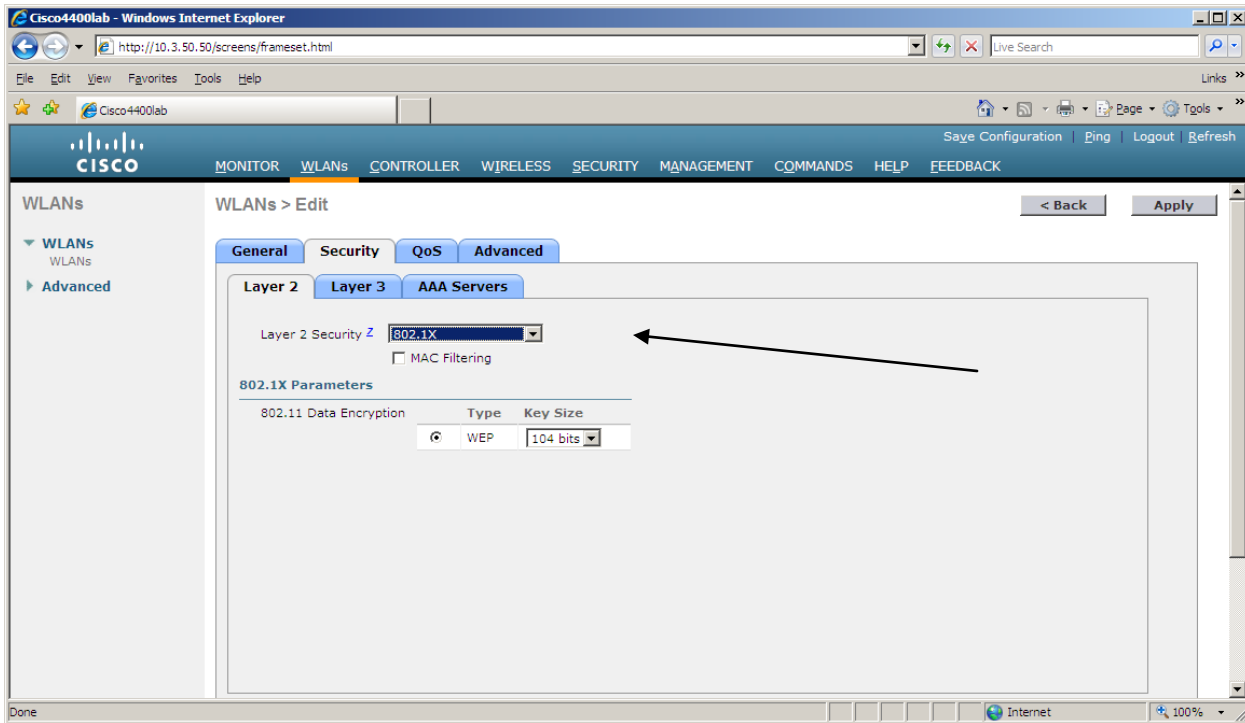 Cisco4400lab - Windows Internet Explorer
http://10.3.50.50/screens/frameset.html
Live Search
File Edit View Favorites Tools Help
Links »
Cisco4400lab
Page Tools »
Save Configuration | Ping | Logout | Refresh
CISCO
MONITOR WLANs CONTROLLER WIRELESS SECURITY MANAGEMENT COMMANDS HELP FEEDBACK
WLANs
WLANs > Edit
< Back
Apply
WLANs
WLANs
Advanced
General Security QoS Advanced
Layer 2 Layer 3 AAA Servers
Layer 2 Security Z 802.1X
MAC Filtering
802.1X Parameters
802.11 Data Encryption Type Key Size
WEP 104 bits
Done
Internet
100%